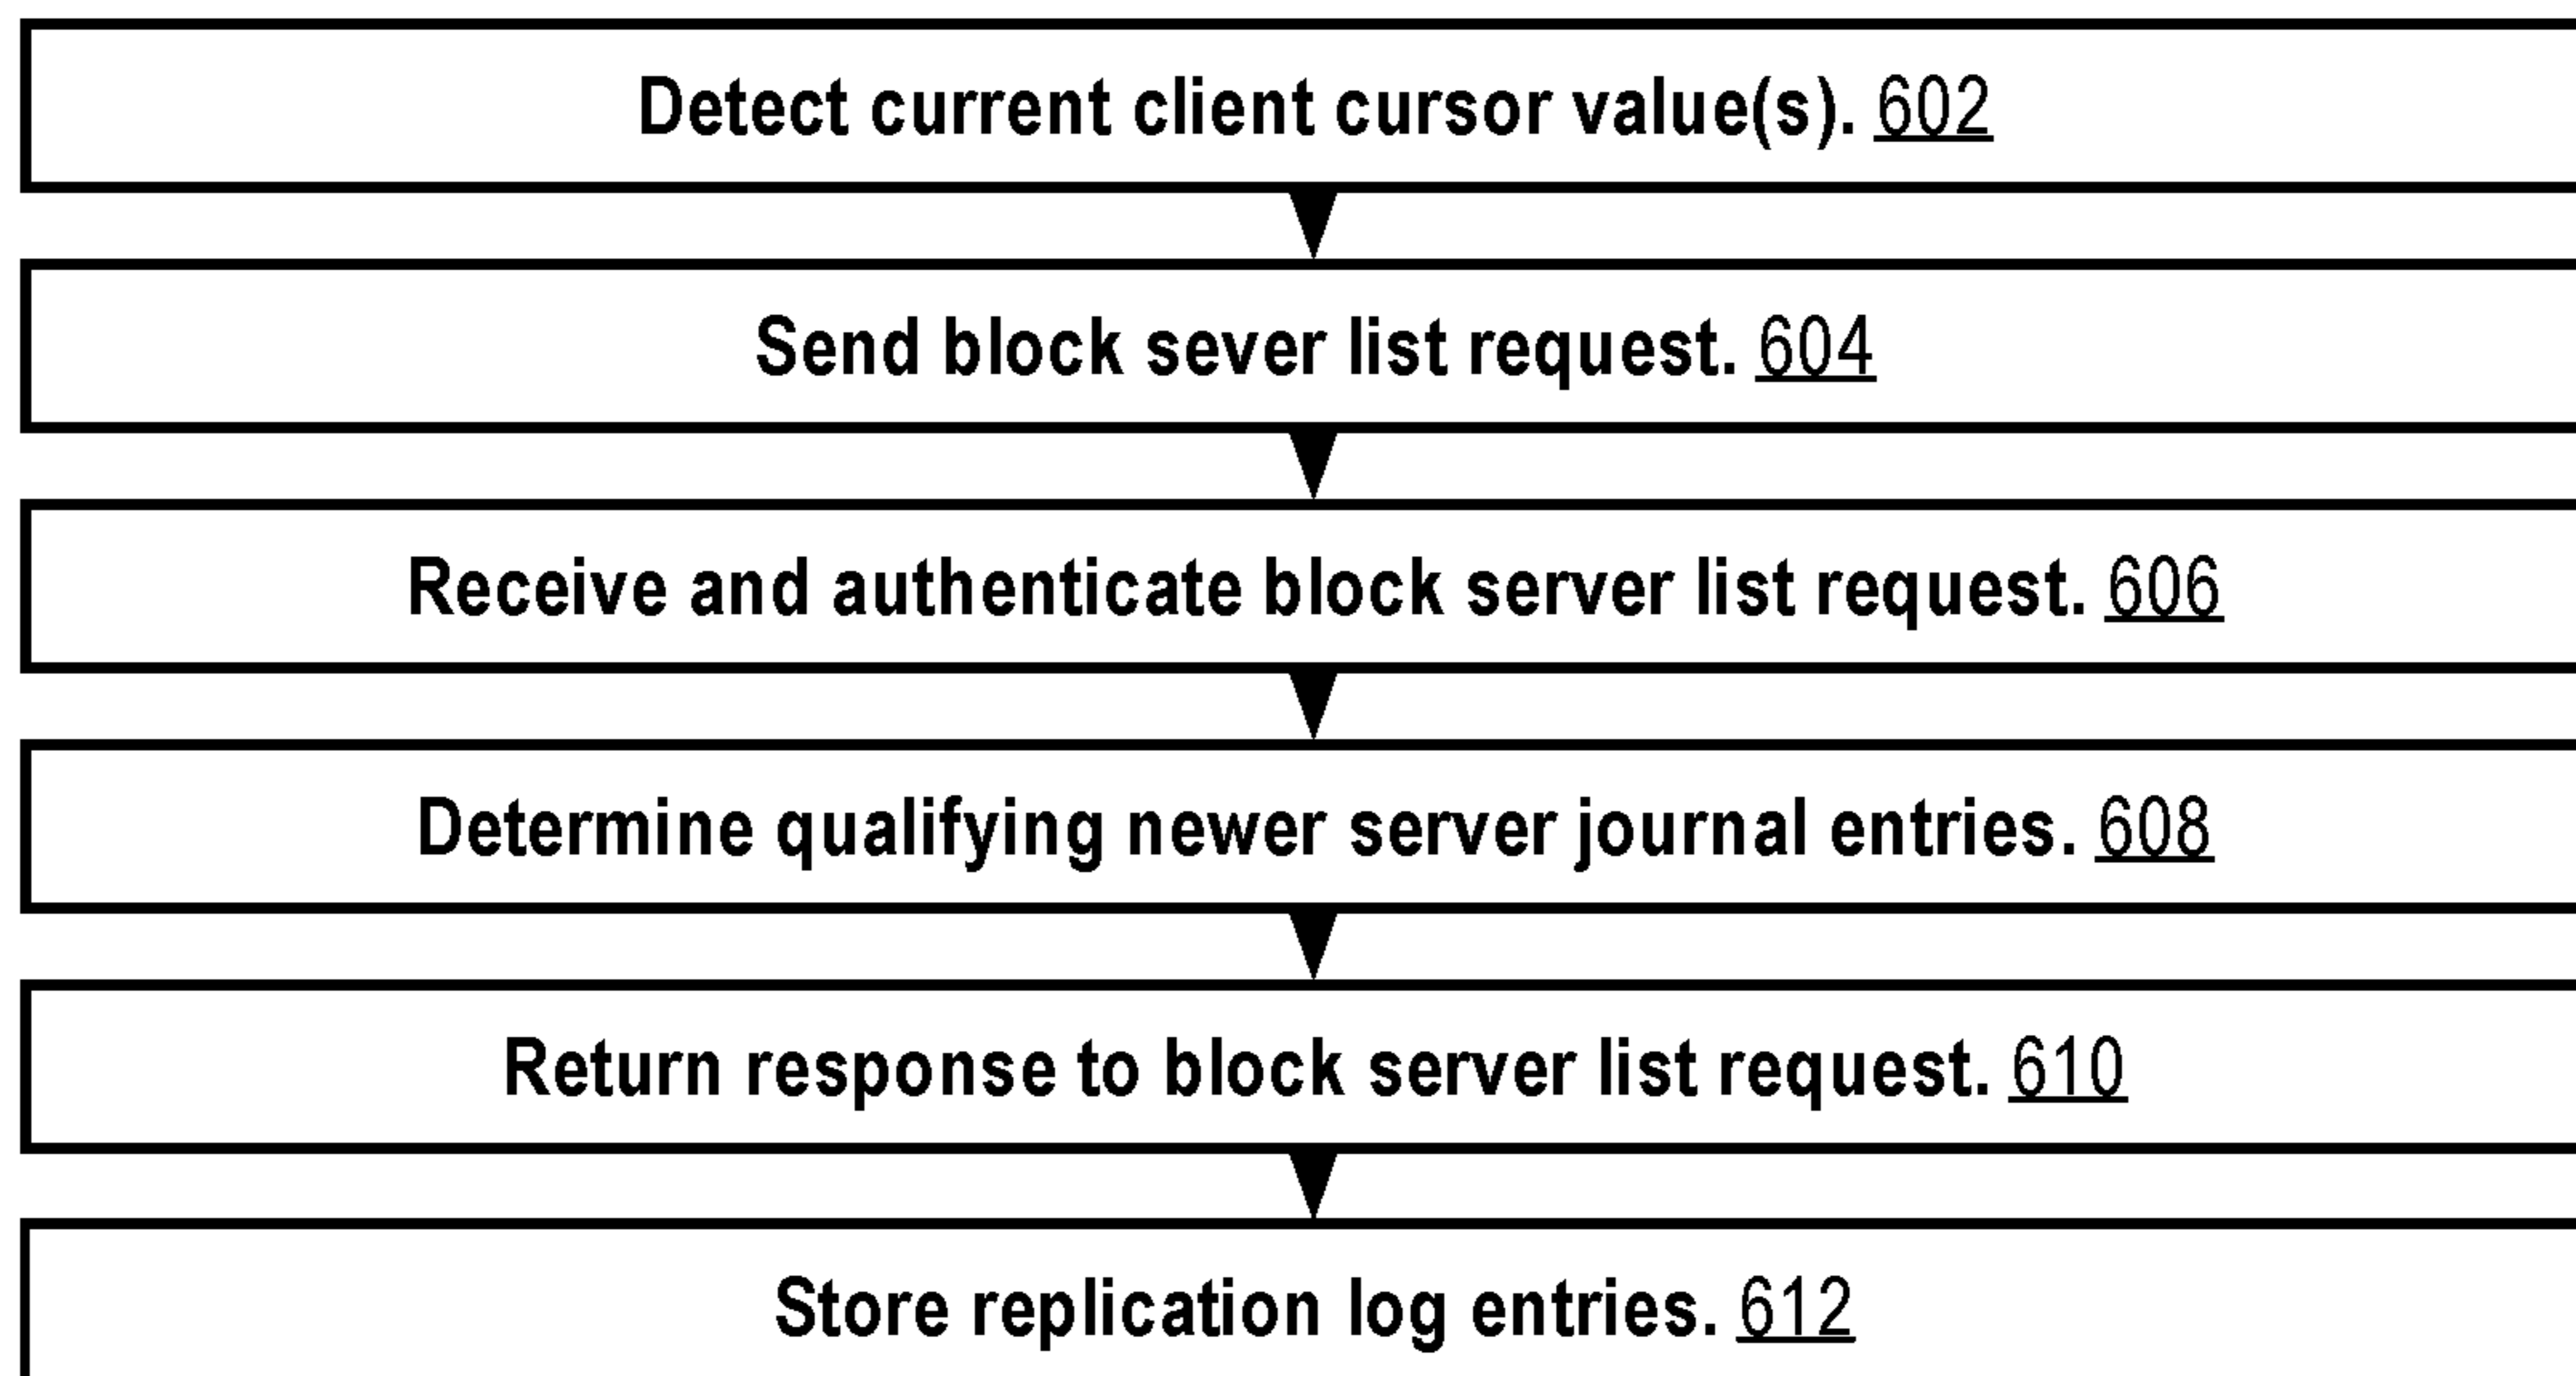 Detect current client cursor value(s). 602
Send block sever list request. 604
Receive and authenticate block server list request. 606
Determine qualifying newer server journal entries. 608
Return response to block server list request. 610
Store replication log entries. 612